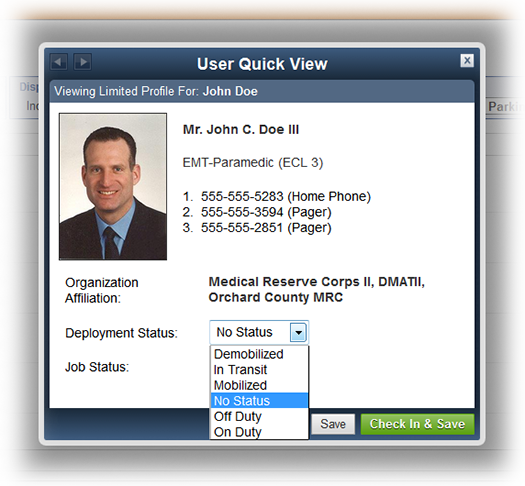 User Quick View
x
Disp
Viewing Limited Profile For: John Doe
Inc
Mr. John C. Doe III
EMT-Paramedic (ECL 3)
1. 555-555-5283 (Home Phone)
2. 555-555-3594 (Pager)
3. 555-555-2851 (Pager)
Organization Affiliation:
Medical Reserve Corps II, DMATII,
Orchard County MRC
Deployment Status:
No Status
Demobilized
In Transit
Mobilized
No Status
Off Duty
On Duty
Job Status:
Save
Check In & Save